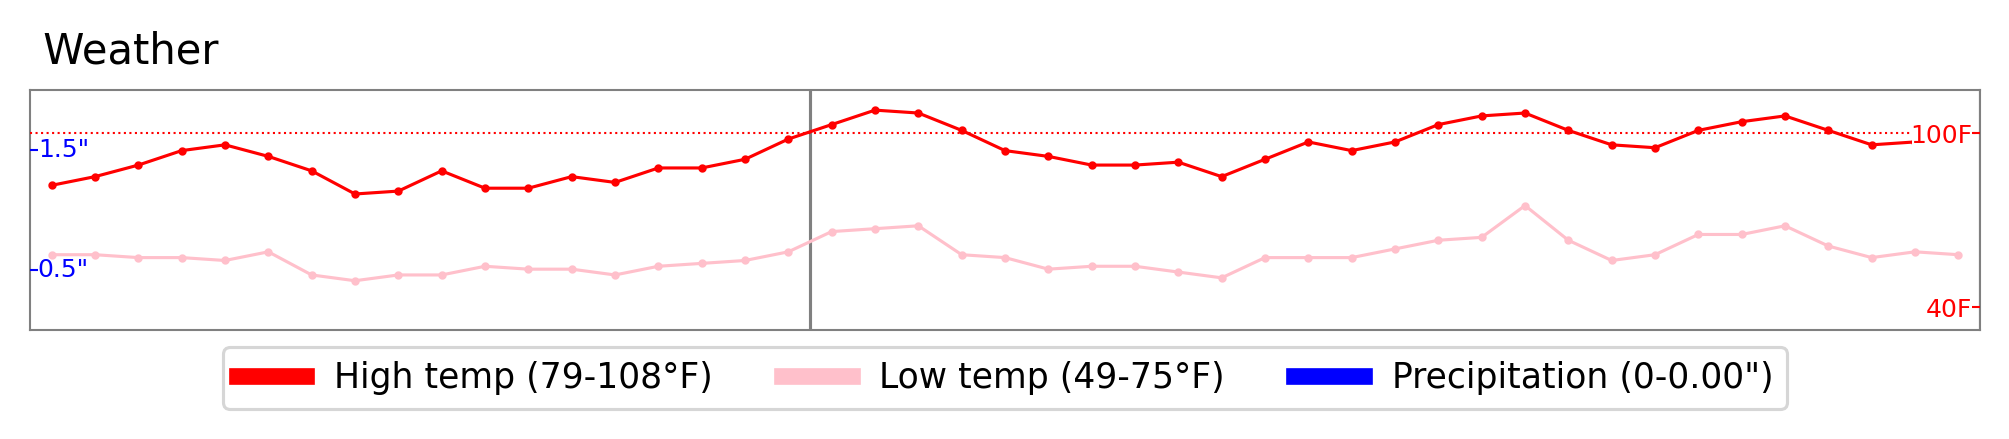 Weather
1.5"
100F
0.5"
40F
High temp (79-108°F) Low temp (49-75°F) Precipitation (0-0.00")